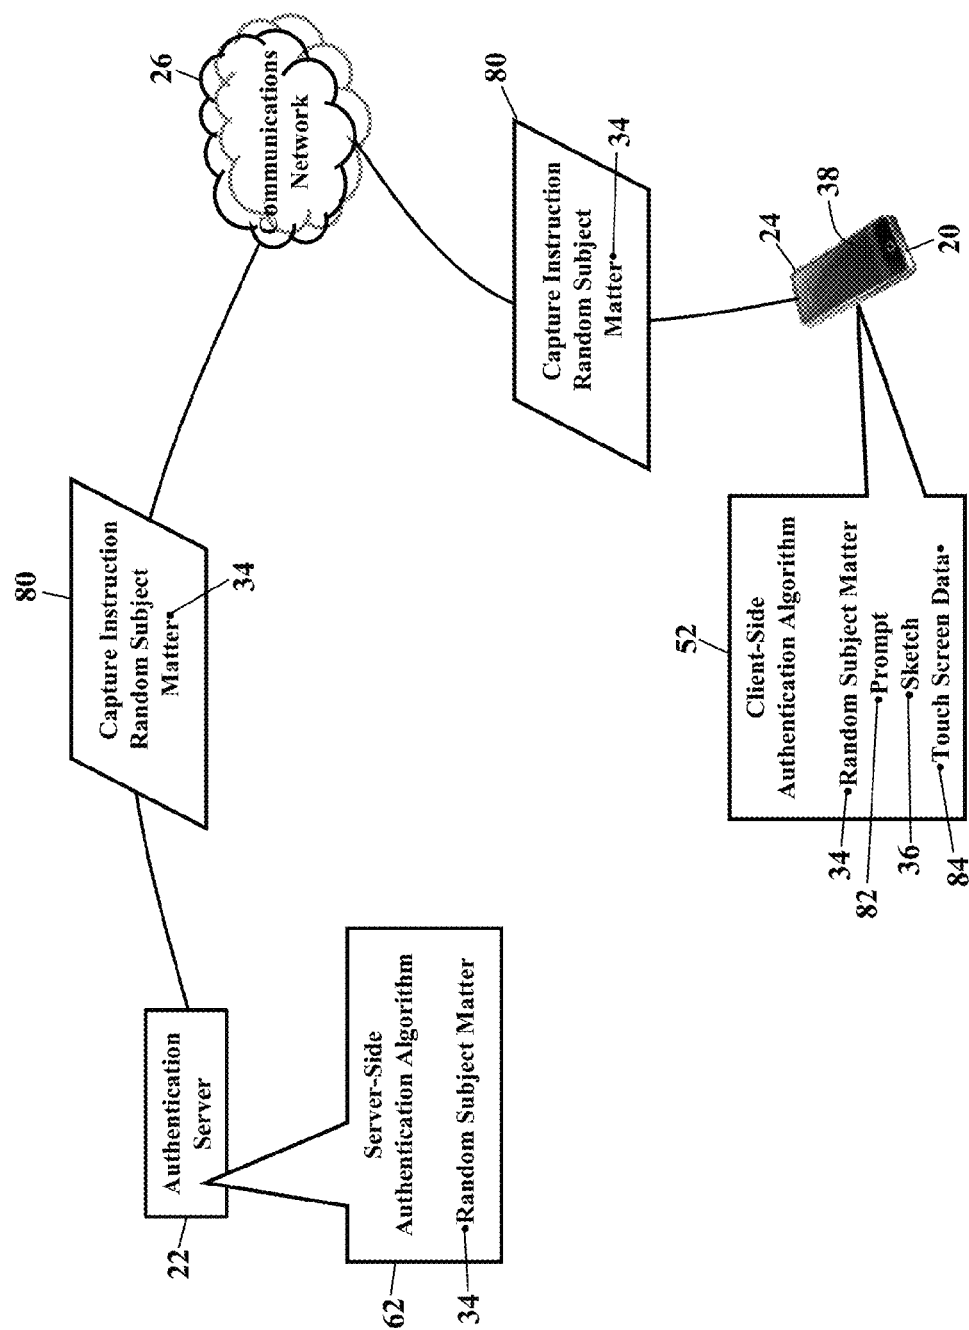 80
Capture Instruction
Random Subject
Matter•
34
22
Authentication
Server
26
Communications
Network
62
Server-Side
Authentication Algorithm
34
•Random Subject Matter
80
Capture Instruction
Random Subject
Matter•
34
52
Client-Side
Authentication Algorithm
34
•Random Subject Matter
82
•Prompt
36
•Sketch
84
•Touch Screen Data•
24
38
20